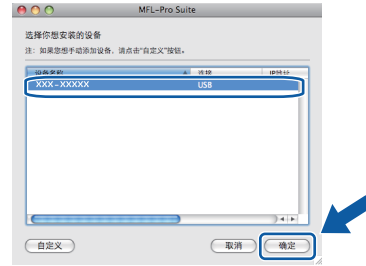 MFL-Pro Suite
选择你想安装的设备
注: 如果您想手动添加设备，请点击"自定义"按钮。
设备名称 连接 IP地址
XXX-XXXXX USB
自定义 取消 确定